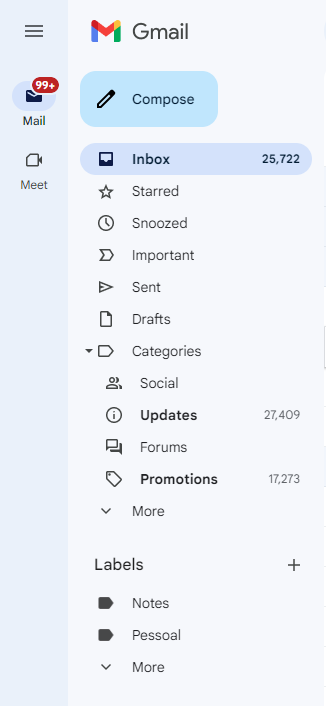 Gmail
99+
Mail
Meet
Compose
Inbox 25,722
Starred
Snoozed
Important
Sent
Drafts
Categories
Social
Updates 27,409
Forums
Promotions 17,273
More
Labels
Notes
Pessoal
More